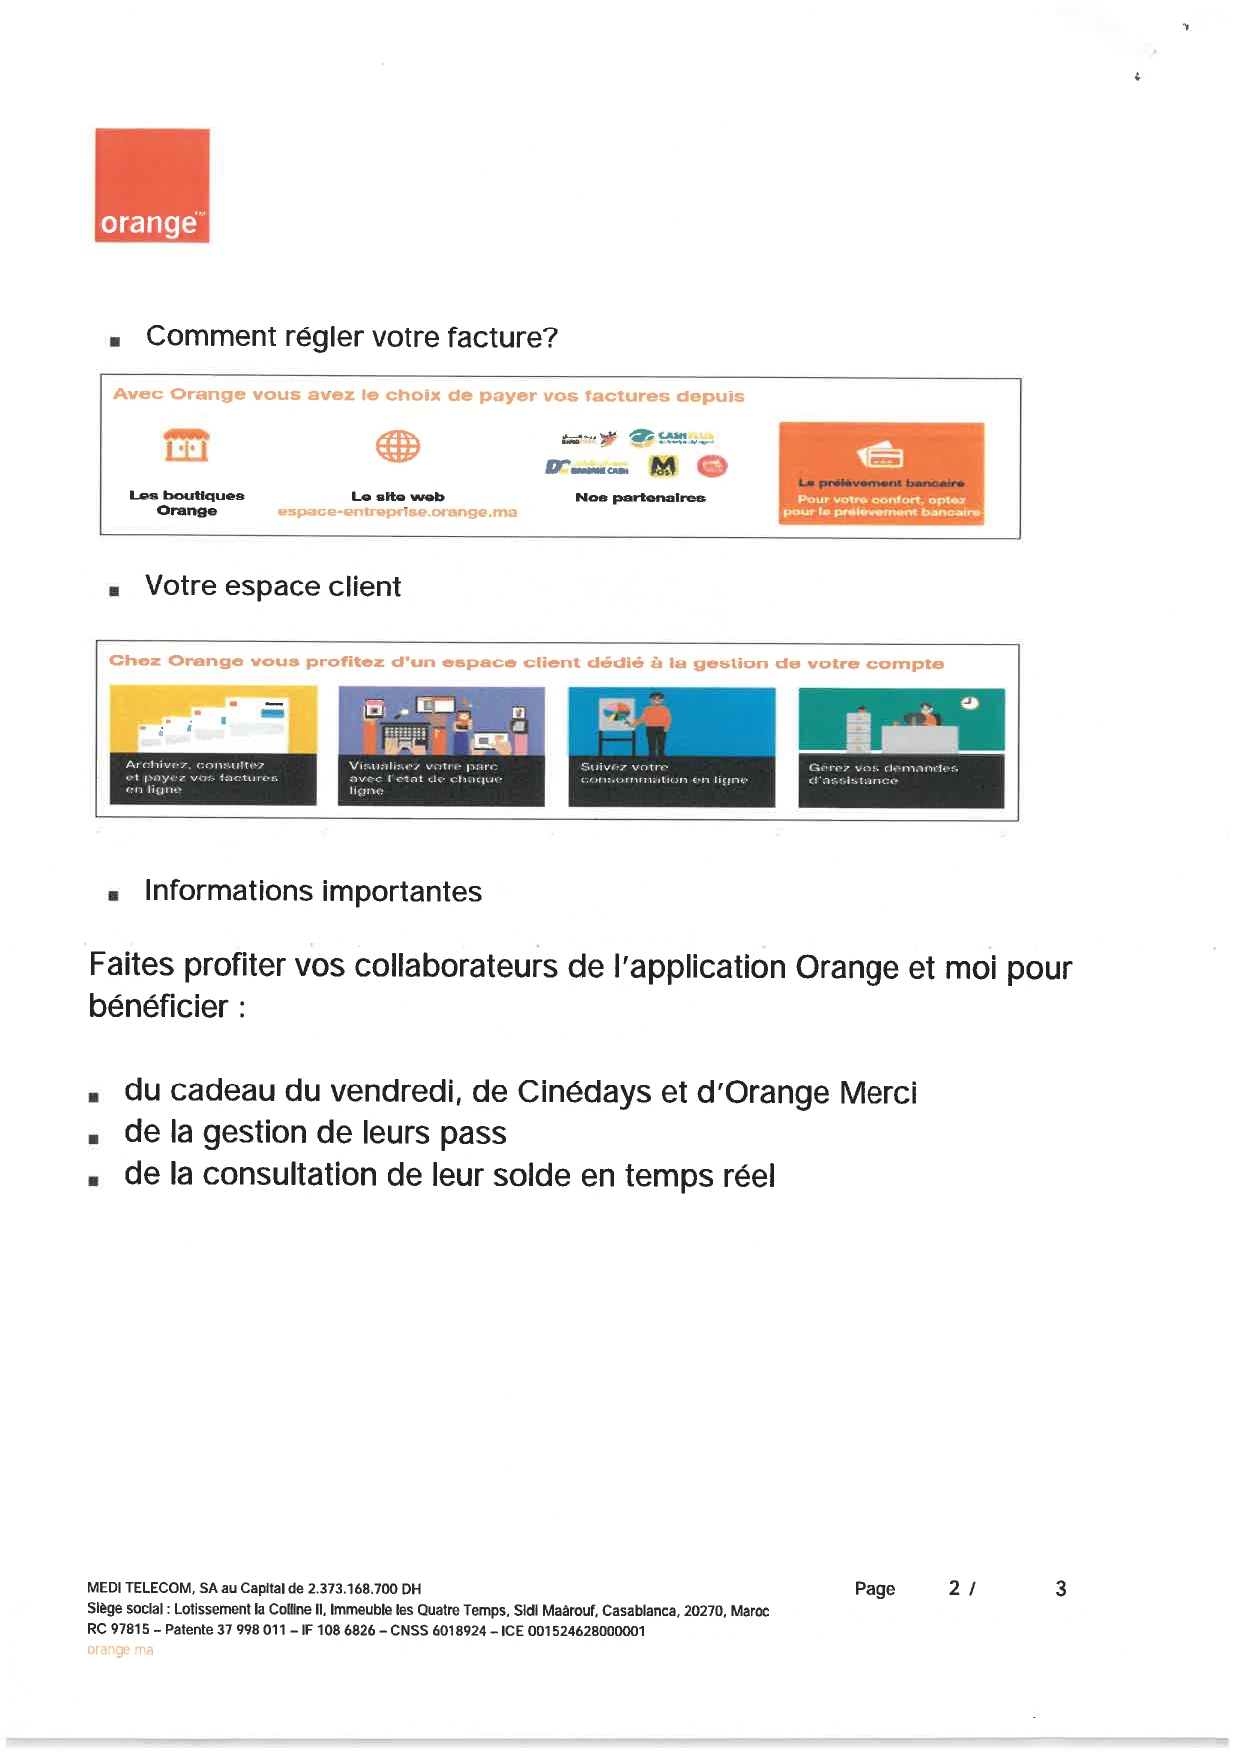 orange™
Comment régler votre facture?
Avec Orange vous avez le choix de payer vos factures depuis
CASH PLUS
BARIDE CASH
Les boutiques
Orange
Le site web
espace-entreprise.orange.ma
Nos partenaires
Le prélèvement bancaire
Pour votre confort, optez
pour le prélèvement bancaire
Votre espace client
Chez Orange vous profitez d'un espace client dédié à la gestion de votre compte
Archivez, consultez
et payez vos factures
en ligne
Visualisez votre parc
avec l'etat de chaque
ligne
Suivez votre
consommation en ligne
Gérez vos demandes
d'assistance
Informations importantes
Faites profiter vos collaborateurs de l'application Orange et moi pour
bénéficier :
du cadeau du vendredi, de Cinédays et d'Orange Merci
de la gestion de leurs pass
de la consultation de leur solde en temps réel
MEDI TELECOM, SA au Capital de 2.373.168.700 DH
Siège social : Lotissement la Colline II, Immeuble les Quatre Temps, Sidi Maârouf, Casablanca, 20270, Maroc
RC 97815 – Patente 37 998 011 – IF 108 6826 – CNSS 6018924 – ICE 001524628000001
orange ma
Page 2 / 3